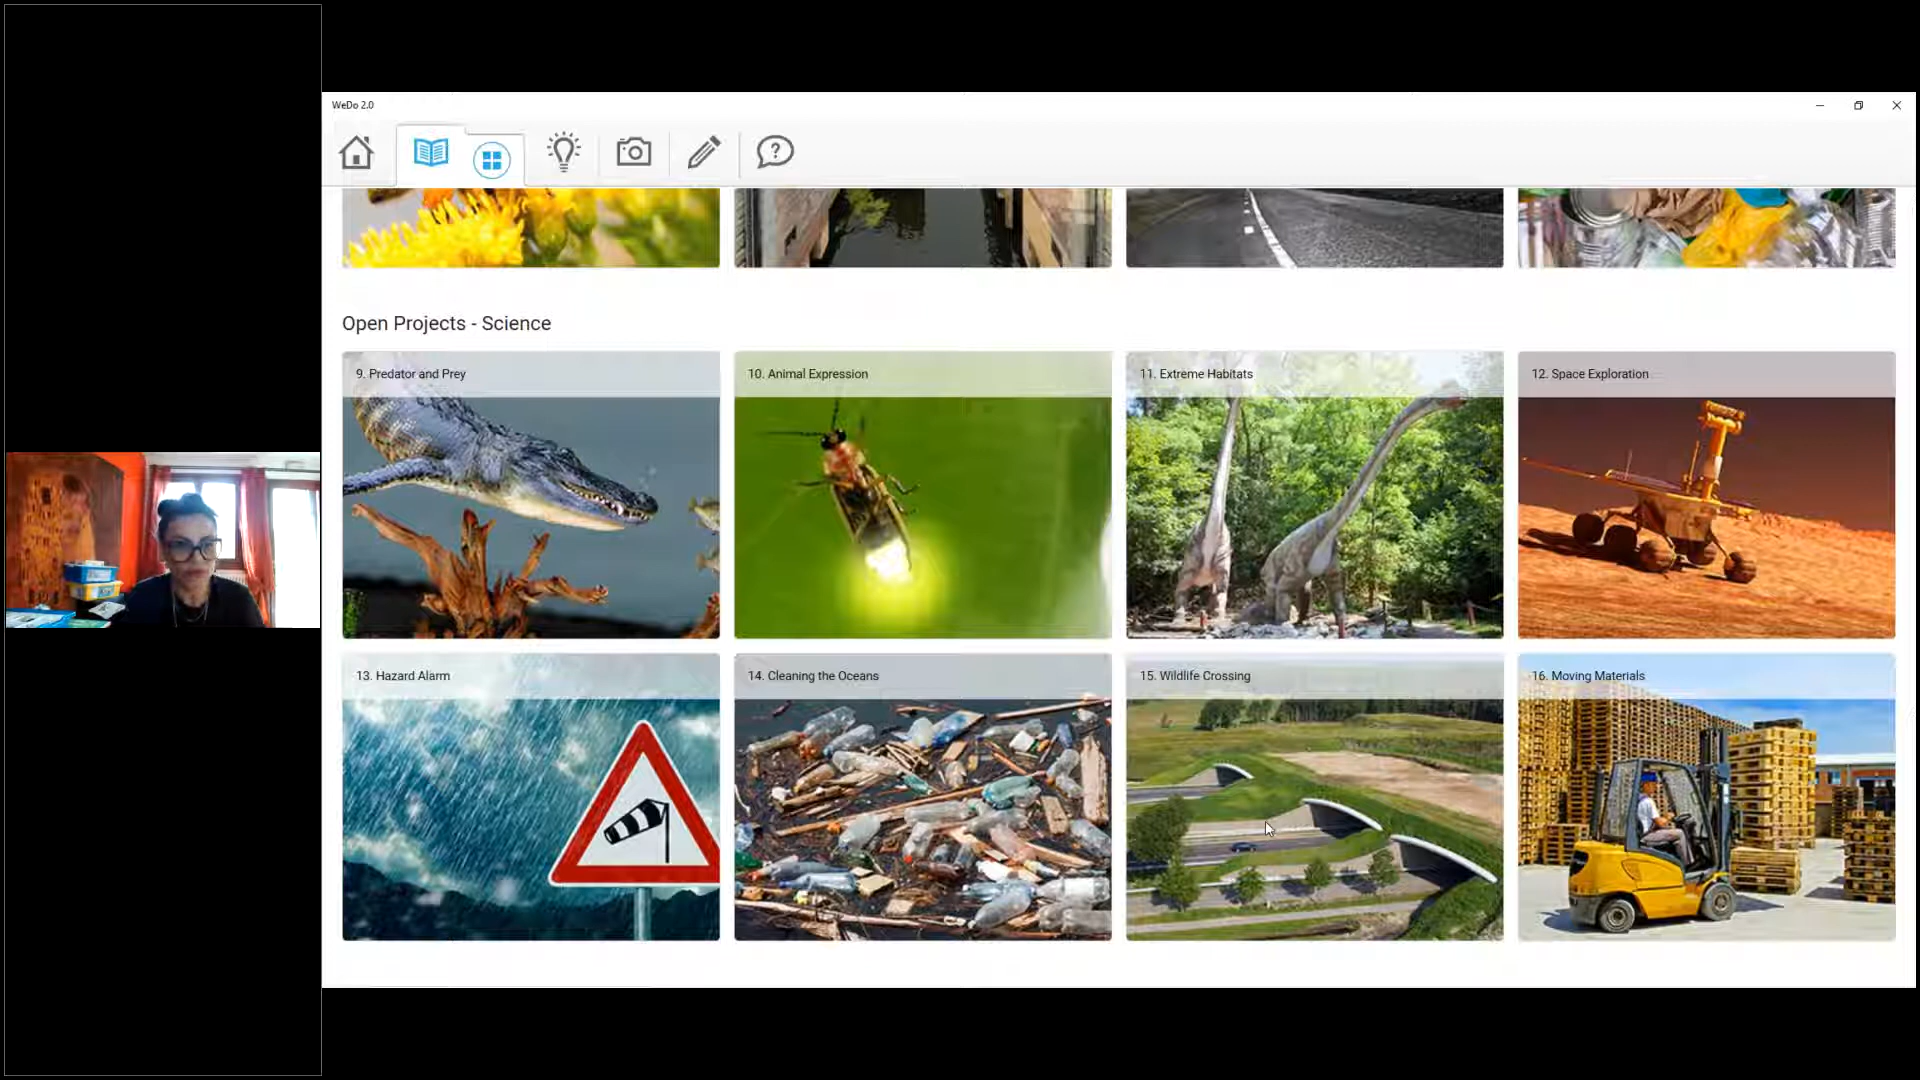 WeDo 2.0
Open Projects - Science
9. Predator and Prey
10. Animal Expression
11. Extreme Habitats
12. Space Exploration
13. Hazard Alarm
14. Cleaning the Oceans
15. Wildlife Crossing
16. Moving Materials